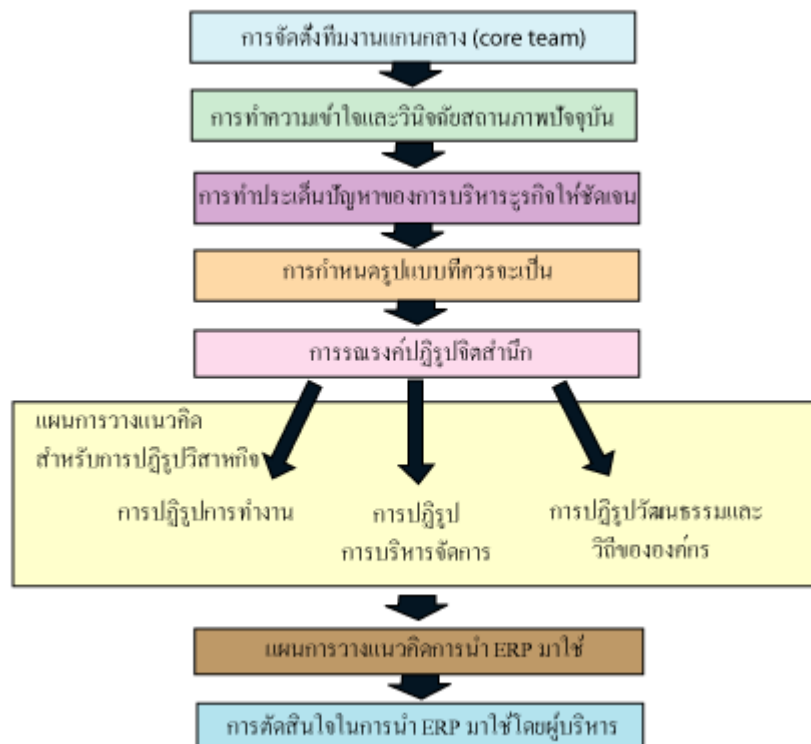 การจัดตั้งทีมงานแกนกลาง (core team)
การทำความเข้าใจและวินิจฉัยสถานภาพปัจจุบัน
การทำประเด็นปัญหาของการบริหาระรกิจให้ชัดเจน
การกำหนดรูปแบบที่ควรจะเป็น
การรณรงค์ปฏิรูปจิตสำนึก
แผนการวางแนวคิด
สำหรับการปฏิรูปวิสาหกิจ
การปฏิรูปการทำงาน
การปฏิรูป
การบริหารจัดการ
การปฏิรูปวัฒนธรรมและ
วิถีขององค์กร
แผนการวางแนวคิดการนำ ERP มาใช้
การตัดสินใจในการนำ ERP มาใช้โดยผู้บริหาร